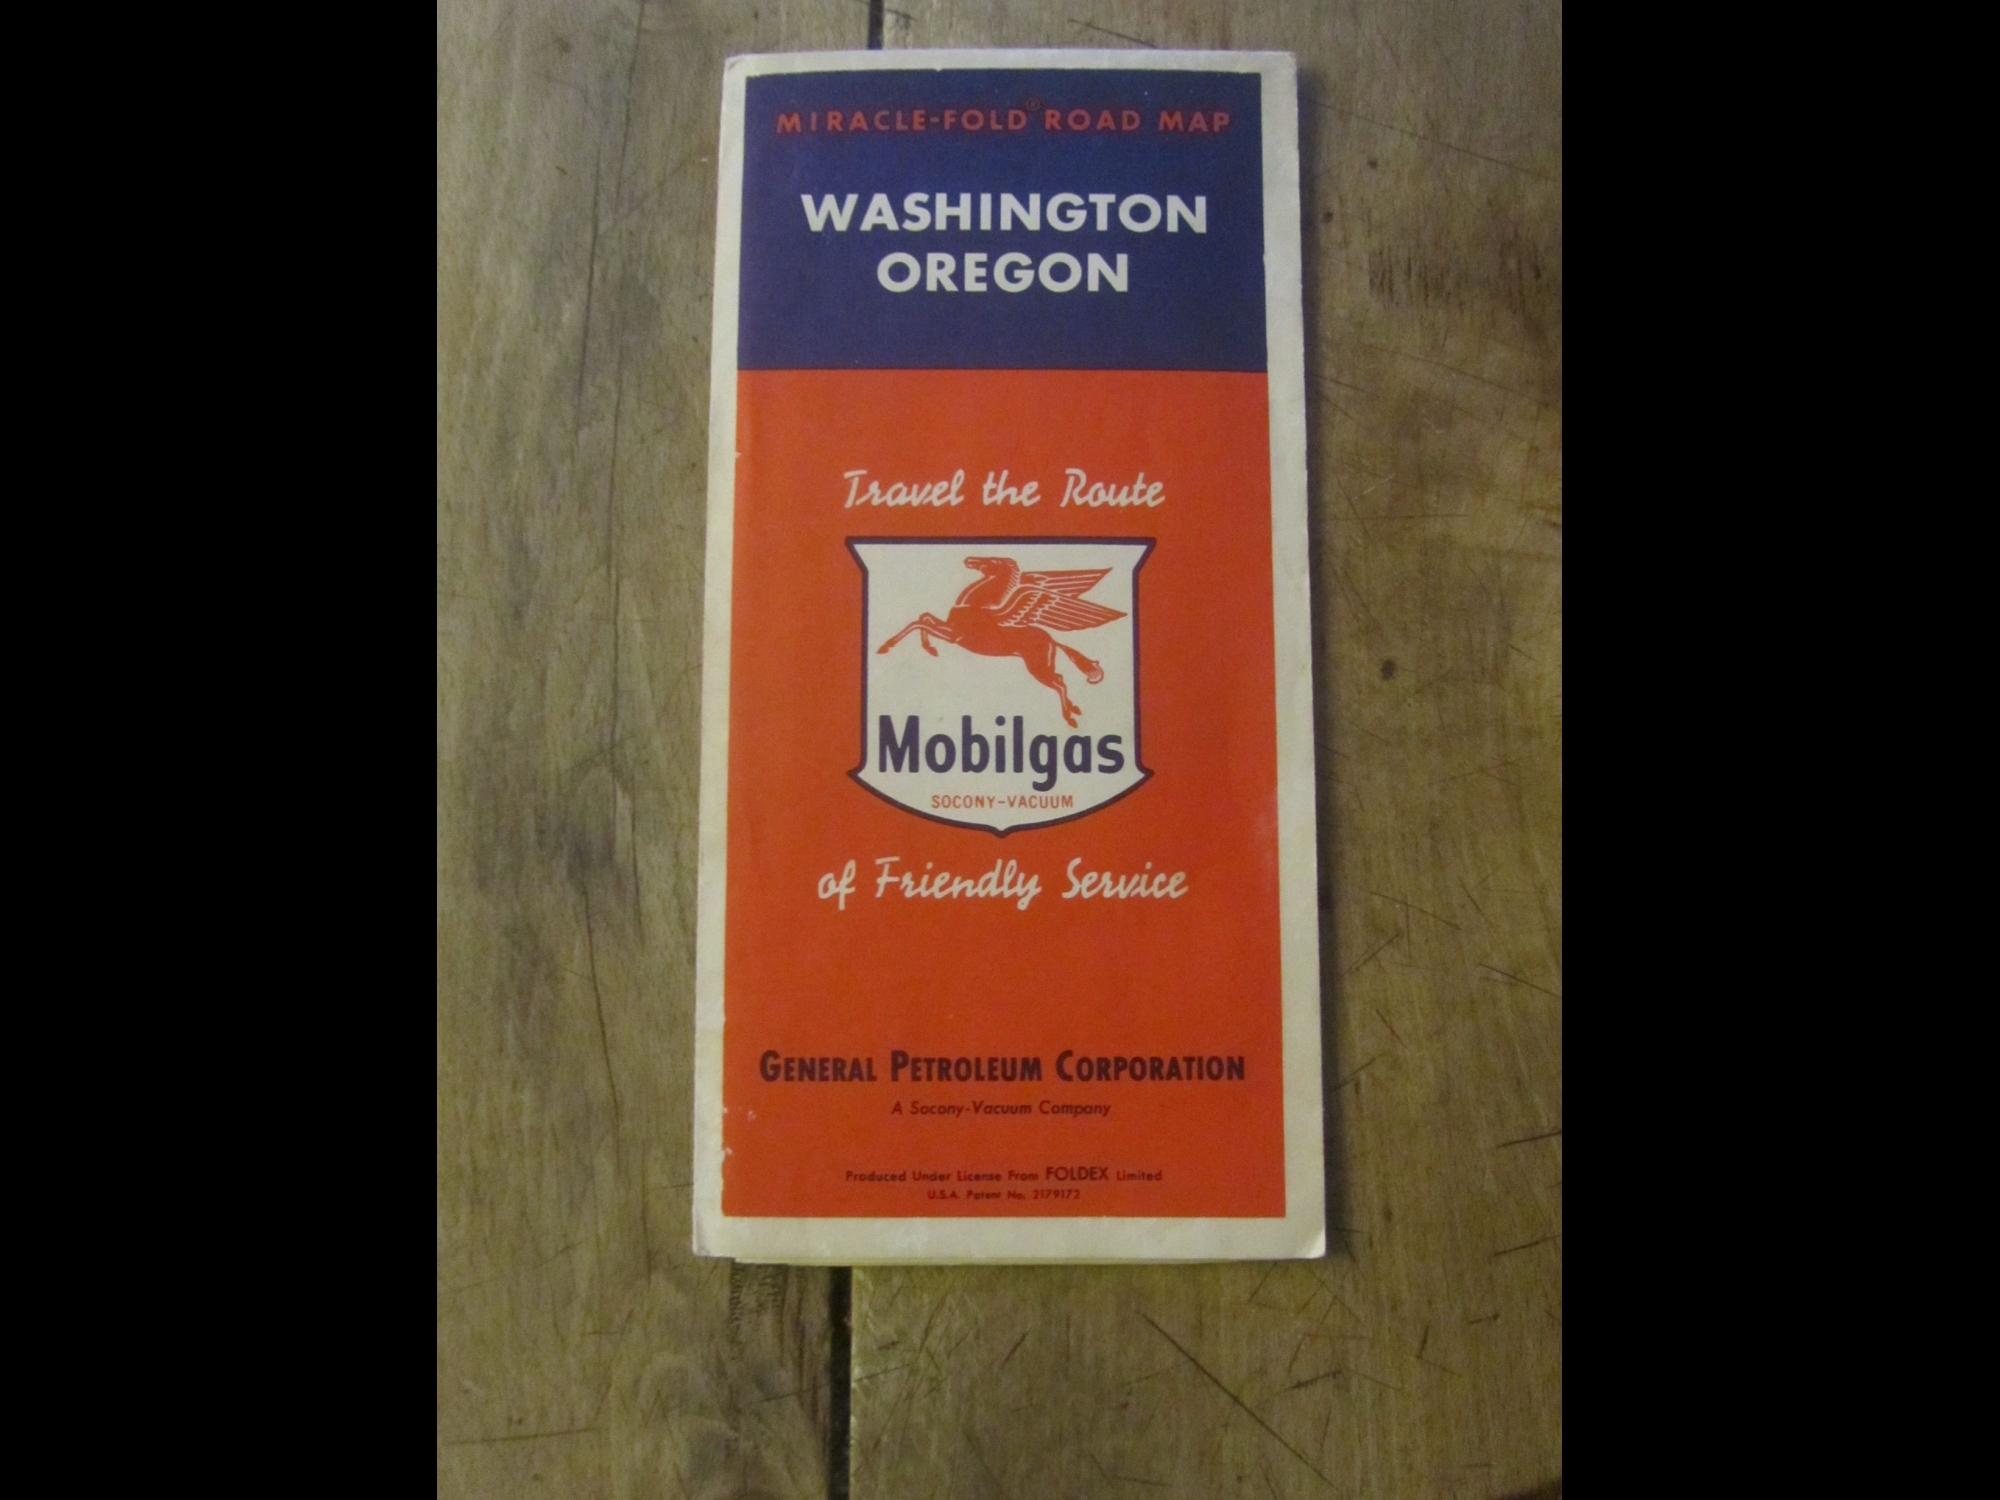 MIRACLE-FOLD® ROAD MAP
WASHINGTON
OREGON
Travel the Route
Mobilgas
SOCONY-VACUUM
of Friendly Service
GENERAL PETROLEUM CORPORATION
A Socony-Vacuum Company
Produced Under License From FOLDEX Limited
U.S.A. Patent No. 2179172